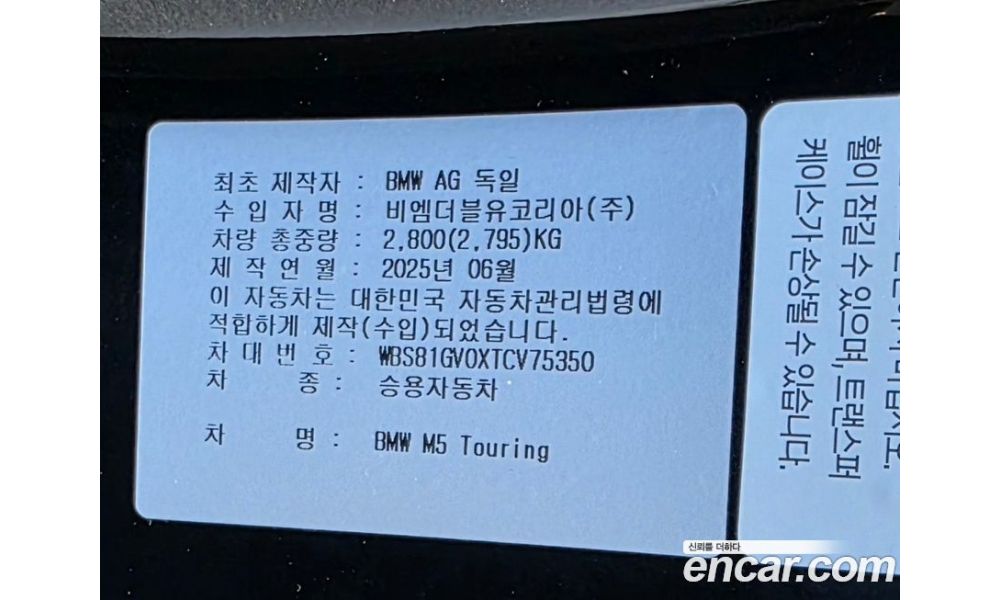 최초 제작자 : BMW AG 독일
수 입 자 명 : 비엠더블유코리아(주)
차량 총중량 : 2,800(2,795)KG
제 작 연 월 : 2025년 06월
이 자동차는 대한민국 자동차관리법령에
적합하게 제작(수입)되었습니다.
차 대 번 호 : WBS81GV0XTCV75350
차 종 : 승용자동차
차 명 : BMW M5 Touring
휠이 잠길 수 있으며, 트랜스퍼
케이스가 손상될 수 있습니다.
신뢰를 더하다
encar.com